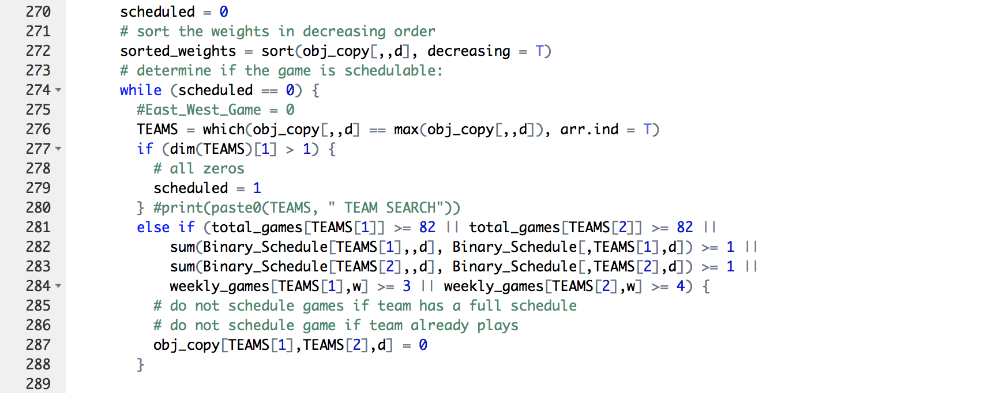 270 scheduled = 0
271 # sort the weights in decreasing order
272 sorted_weights = sort(obj_copy[,,d], decreasing = T)
273 # determine if the game is schedulable:
274 while (scheduled == 0) {
275 #East_West_Game = 0
276 TEAMS = which(obj_copy[,,d] == max(obj_copy[,,d]), arr.ind = T)
277 if (dim(TEAMS)[1] > 1) {
278 # all zeros
279 scheduled = 1
280 } #print(paste0(TEAMS, " TEAM SEARCH"))
281 else if (total_games[TEAMS[1]] >= 82 || total_games[TEAMS[2]] >= 82 ||
282 sum(Binary_Schedule[TEAMS[1],,d], Binary_Schedule[,TEAMS[1],d]) >= 1 ||
283 sum(Binary_Schedule[TEAMS[2],,d], Binary_Schedule[,TEAMS[2],d]) >= 1 ||
284 weekly_games[TEAMS[1],w] >= 3 || weekly_games[TEAMS[2],w] >= 4) {
285 # do not schedule games if team has a full schedule
286 # do not schedule game if team already plays
287 obj_copy[TEAMS[1],TEAMS[2],d] = 0
288 }
289